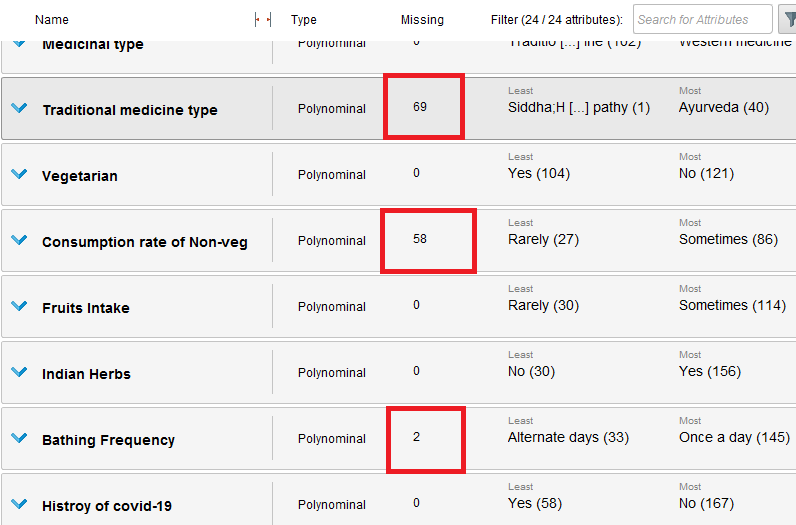 Name Type Missing Filter (24 / 24 attributes): Search for Attributes
Medicinal type Polynominal 0 Traditio [...] ine (102) Western medicine
Least Most
Traditional medicine type Polynominal 69 Siddha;H [...] pathy (1) Ayurveda (40)
Least Most
Vegetarian Polynominal 0 Yes (104) No (121)
Least Most
Consumption rate of Non-veg Polynominal 58 Rarely (27) Sometimes (86)
Least Most
Fruits Intake Polynominal 0 Rarely (30) Sometimes (114)
Least Most
Indian Herbs Polynominal 0 No (30) Yes (156)
Least Most
Bathing Frequency Polynominal 2 Alternate days (33) Once a day (145)
Least Most
Histroy of covid-19 Polynominal 0 Yes (58) No (167)